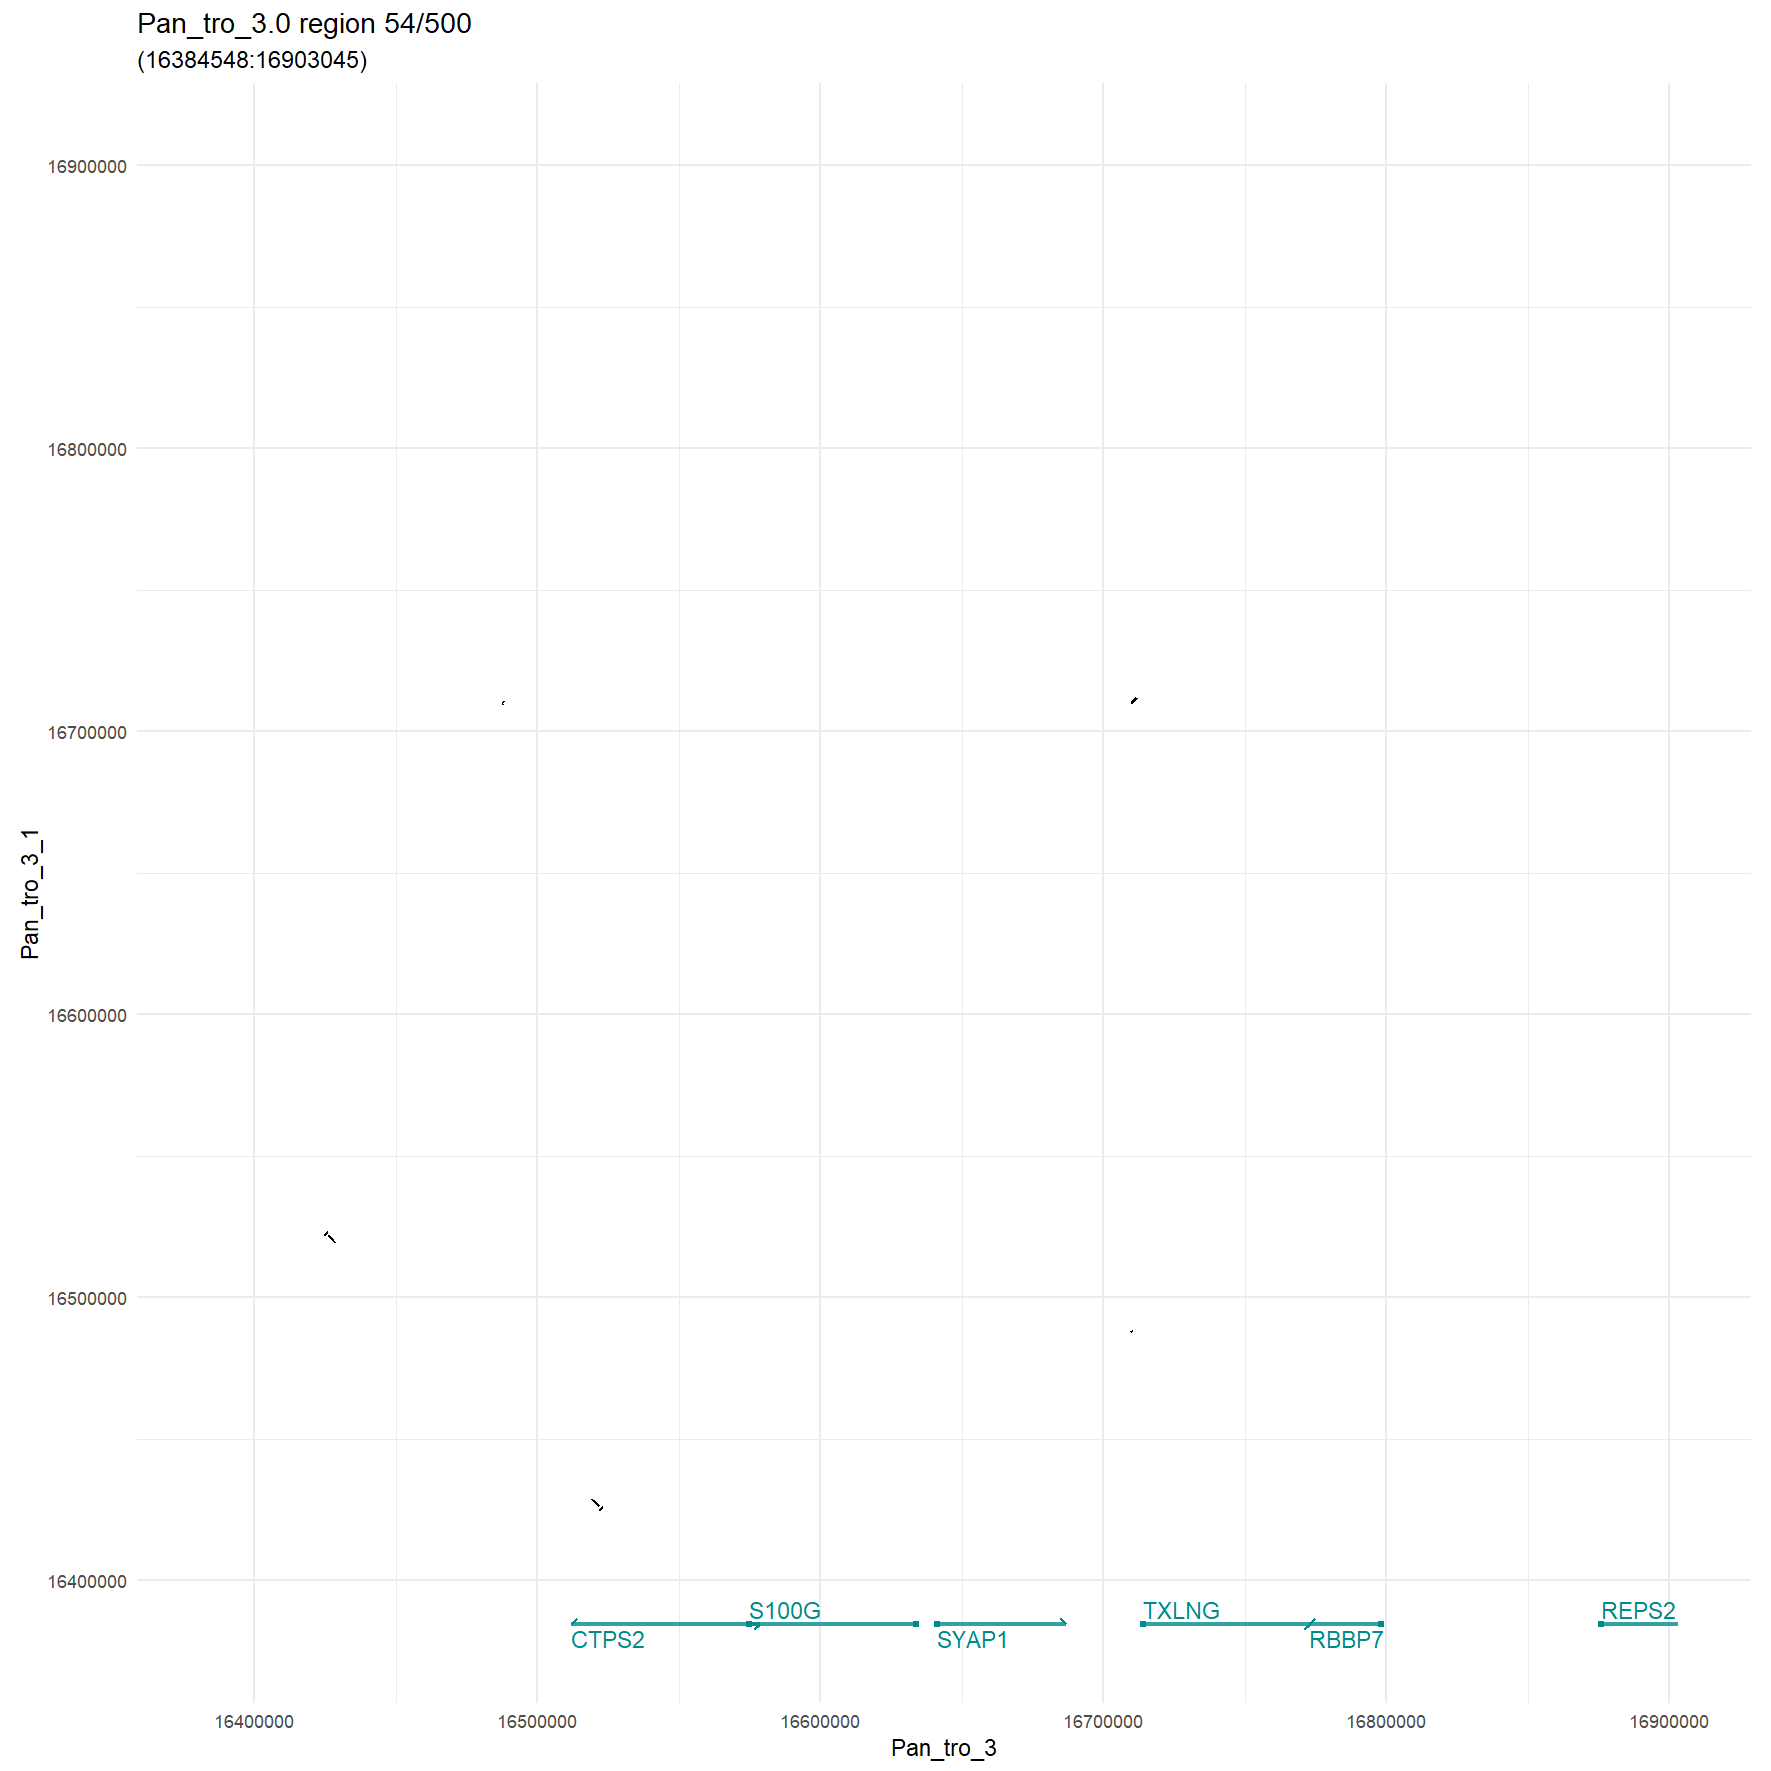 Pan_tro_3.0 region 54/500
(16384548:16903045)
16900000
16800000
16700000
16600000
16500000
16400000
Pan_tro_3_1
S100G
TXLNG
REPS2
CTPS2
SYAP1
RBBP7
16400000
16500000
16600000
16700000
16800000
16900000
Pan_tro_3